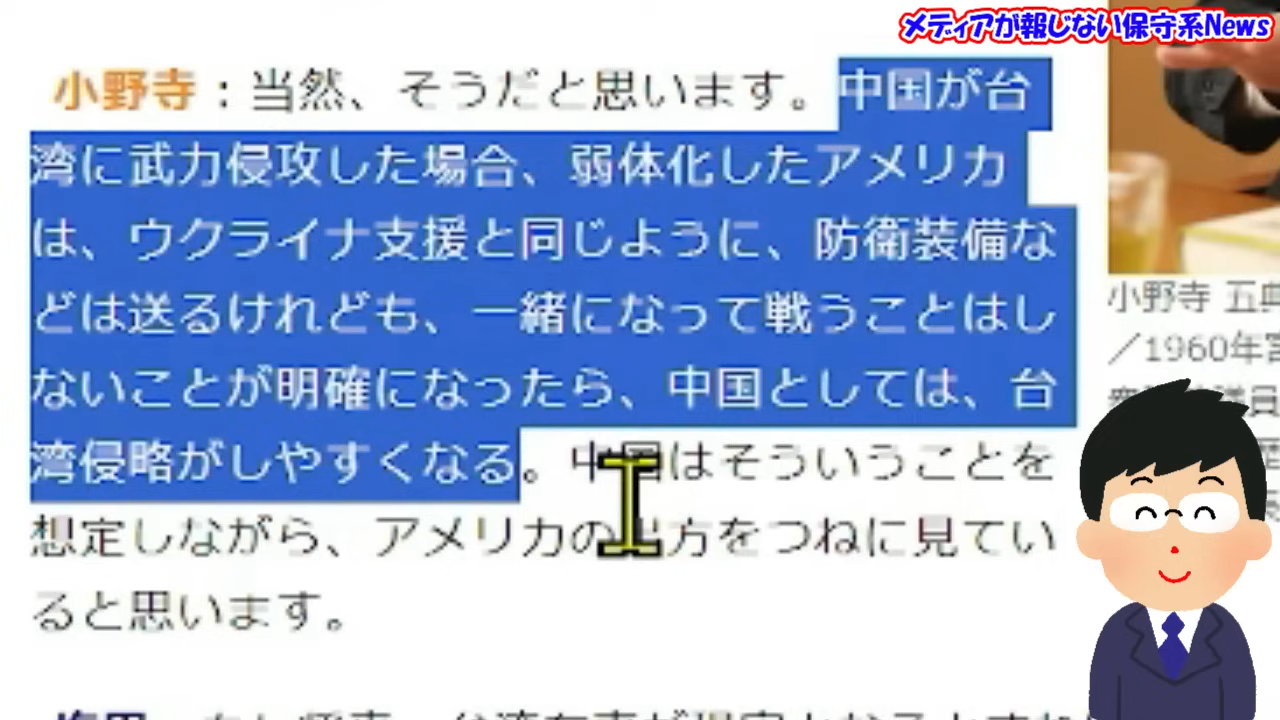 メディアが報じない保守系News
小野寺：当然、そうだと思います。中国が台
湾に武力侵攻した場合、弱体化したアメリカ
は、ウクライナ支援と同じように、防衛装備な
どは送るけれども、一緒になって戦うことはし
ないことが明確になったら、中国としては、台
湾侵略がしやすくなる。中国はそういうことを
想定しながら、アメリカの出方をつねに見てい
ると思います。
小野寺 五典
／1960年宮